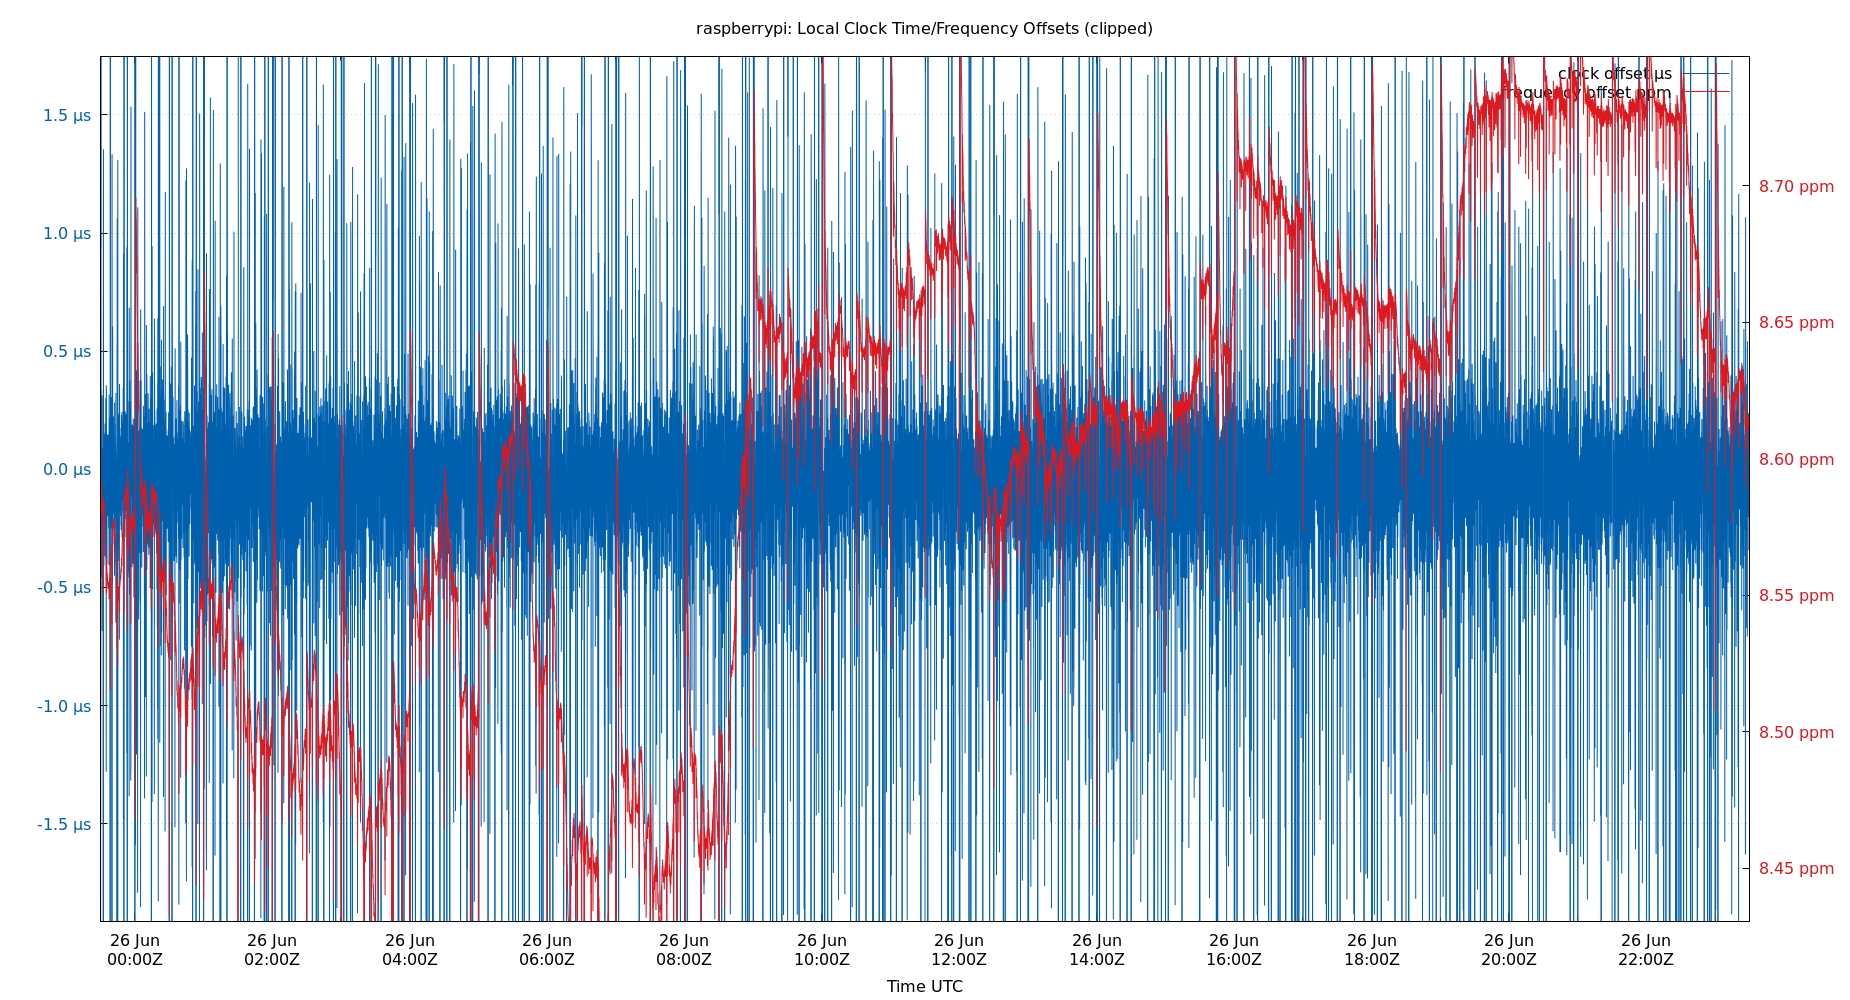 raspberrypi: Local Clock Time/Frequency Offsets (clipped)
clock offset µs
frequency offset ppm
1.5 µs
1.0 µs
0.5 µs
0.0 µs
-0.5 µs
-1.0 µs
-1.5 µs
8.70 ppm
8.65 ppm
8.60 ppm
8.55 ppm
8.50 ppm
8.45 ppm
26 Jun 26 Jun 26 Jun 26 Jun 26 Jun 26 Jun 26 Jun 26 Jun 26 Jun 26 Jun 26 Jun 26 Jun
00:00Z 02:00Z 04:00Z 06:00Z 08:00Z 10:00Z 12:00Z 14:00Z 16:00Z 18:00Z 20:00Z 22:00Z
Time UTC